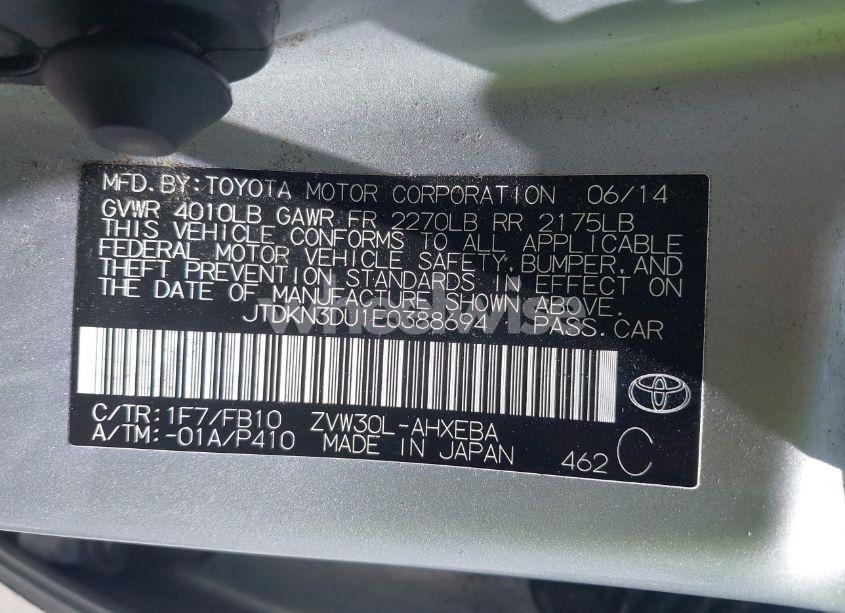 MFD. BY: TOYOTA MOTOR CORPORATION 06/14
GVWR 4010LB GAWR FR 2270LB RR 2175LB
THIS VEHICLE CONFORMS TO ALL APPLICABLE
FEDERAL MOTOR VEHICLE SAFETY, BUMPER, AND
THEFT PREVENTION STANDARDS IN EFFECT ON
THE DATE OF MANUFACTURE SHOWN ABOVE.
wheelwise
JTDKN3DU1E0388694 PASS. CAR
C/TR: 1F7/FB10 ZVW30L-AHXEBA
A/TM: -01A/P410 MADE IN JAPAN
462 C